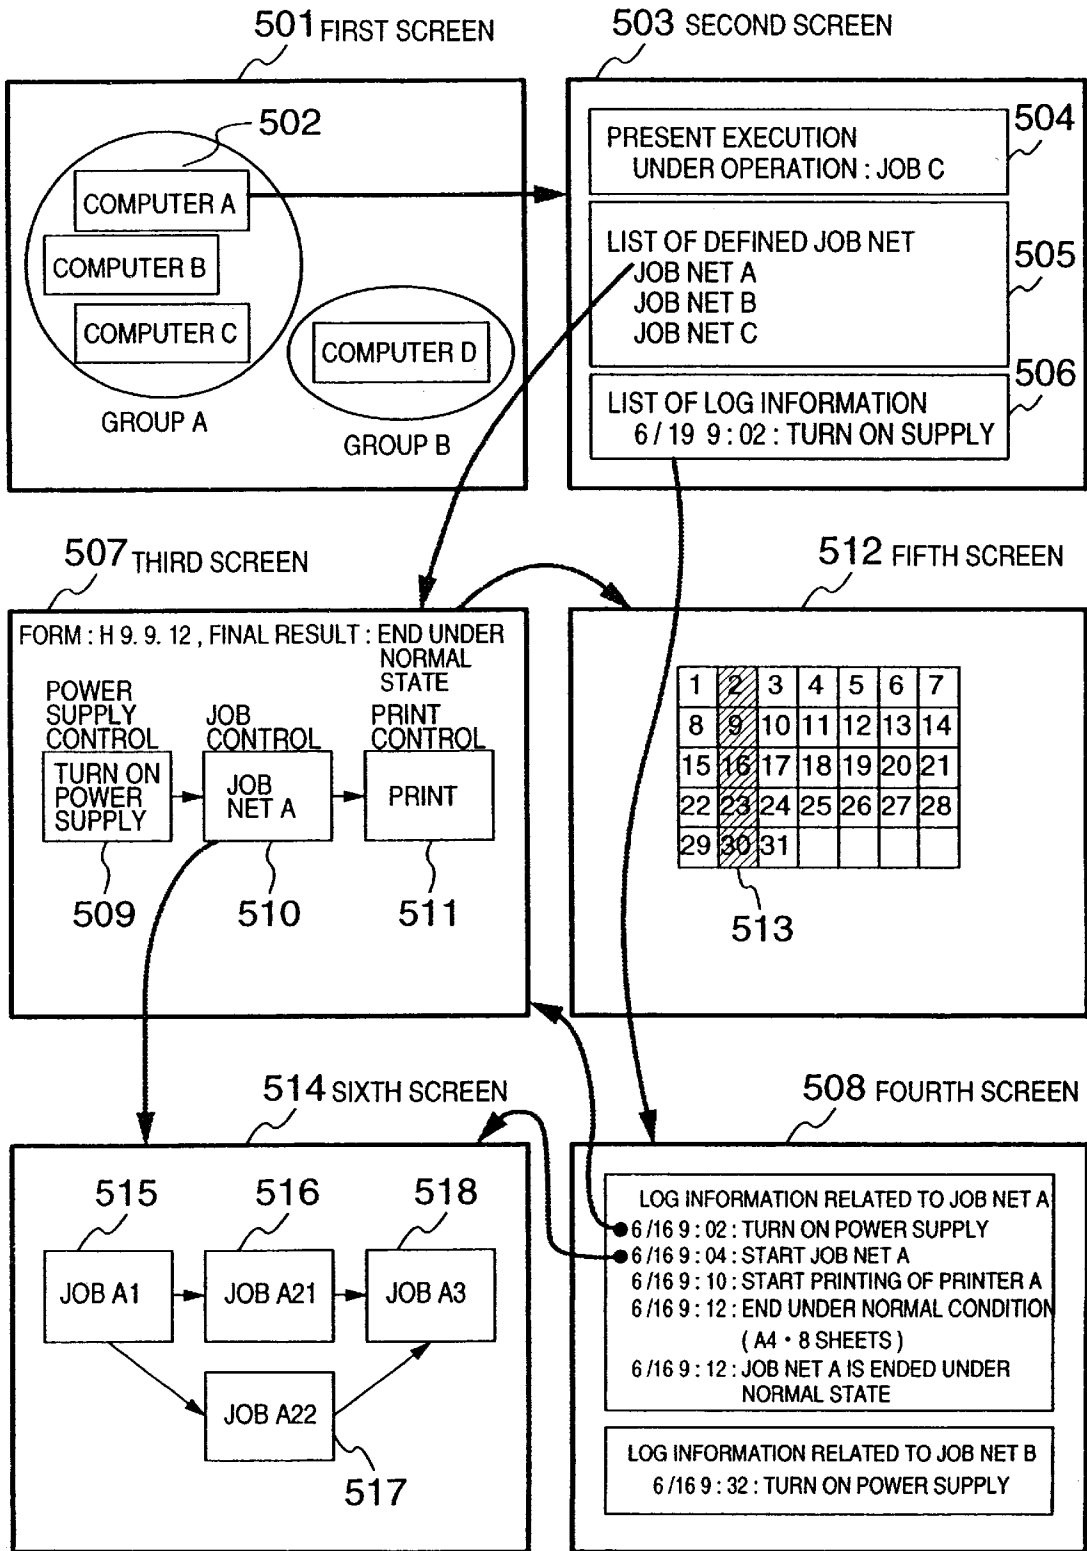 501 FIRST SCREEN
502
COMPUTER A
COMPUTER B
COMPUTER C
GROUP A
COMPUTER D
GROUP B
503 SECOND SCREEN
504
PRESENT EXECUTION
UNDER OPERATION : JOB C
505
LIST OF DEFINED JOB NET
JOB NET A
JOB NET B
JOB NET C
506
LIST OF LOG INFORMATION
6 / 19 9 : 02 : TURN ON SUPPLY
507 THIRD SCREEN
FORM : H 9. 9. 12 , FINAL RESULT : END UNDER
NORMAL
STATE
POWER
SUPPLY
CONTROL
TURN ON
POWER
SUPPLY
509
JOB
CONTROL
JOB
NET A
510
PRINT
CONTROL
PRINT
511
512 FIFTH SCREEN
1 2 3 4 5 6 7
8 9 10 11 12 13 14
15 16 17 18 19 20 21
22 23 24 25 26 27 28
29 30 31
513
514 SIXTH SCREEN
515
516
518
JOB A1
JOB A21
JOB A3
JOB A22
517
508 FOURTH SCREEN
LOG INFORMATION RELATED TO JOB NET A
6 /16 9 : 02 : TURN ON POWER SUPPLY
6 /16 9 : 04 : START JOB NET A
6 /16 9 : 10 : START PRINTING OF PRINTER A
6 /16 9 : 12 : END UNDER NORMAL CONDITION
( A4 · 8 SHEETS )
6 /16 9 : 12 : JOB NET A IS ENDED UNDER
NORMAL STATE
LOG INFORMATION RELATED TO JOB NET B
6 /16 9 : 32 : TURN ON POWER SUPPLY